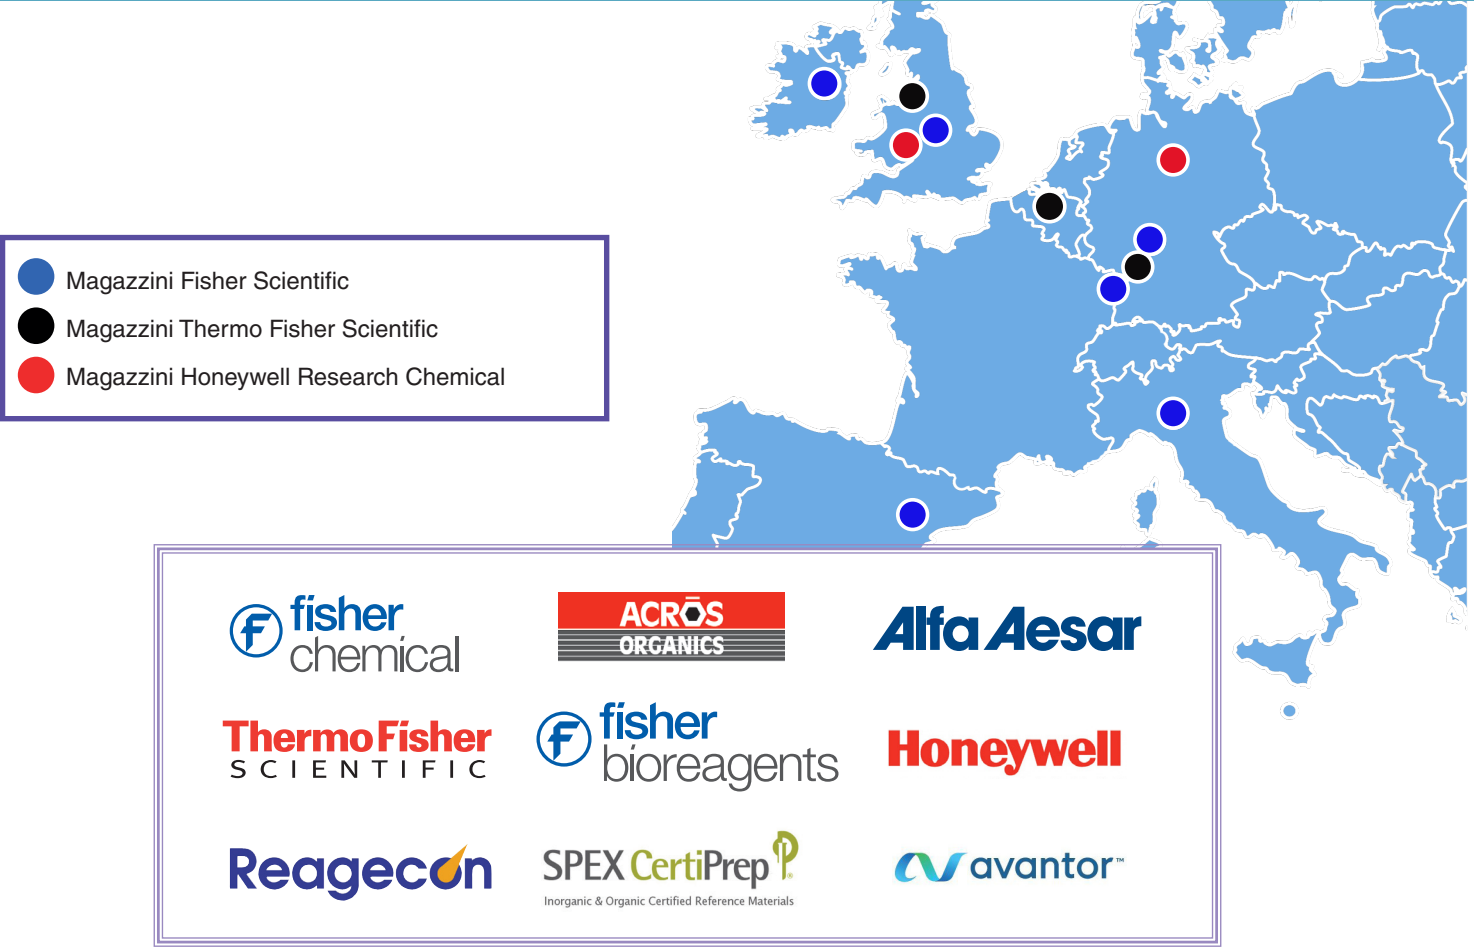 Magazzini Fisher Scientific
Magazzini Thermo Fisher Scientific
Magazzini Honeywell Research Chemical
fisher
chemical
ACROS
ORGANICS
Alfa Aesar
ThermoFisher
SCIENTIFIC
fisher
bioreagents
Honeywell
Reagecon
SPEX CertiPrep®
Inorganic & Organic Certified Reference Materials
avantor™